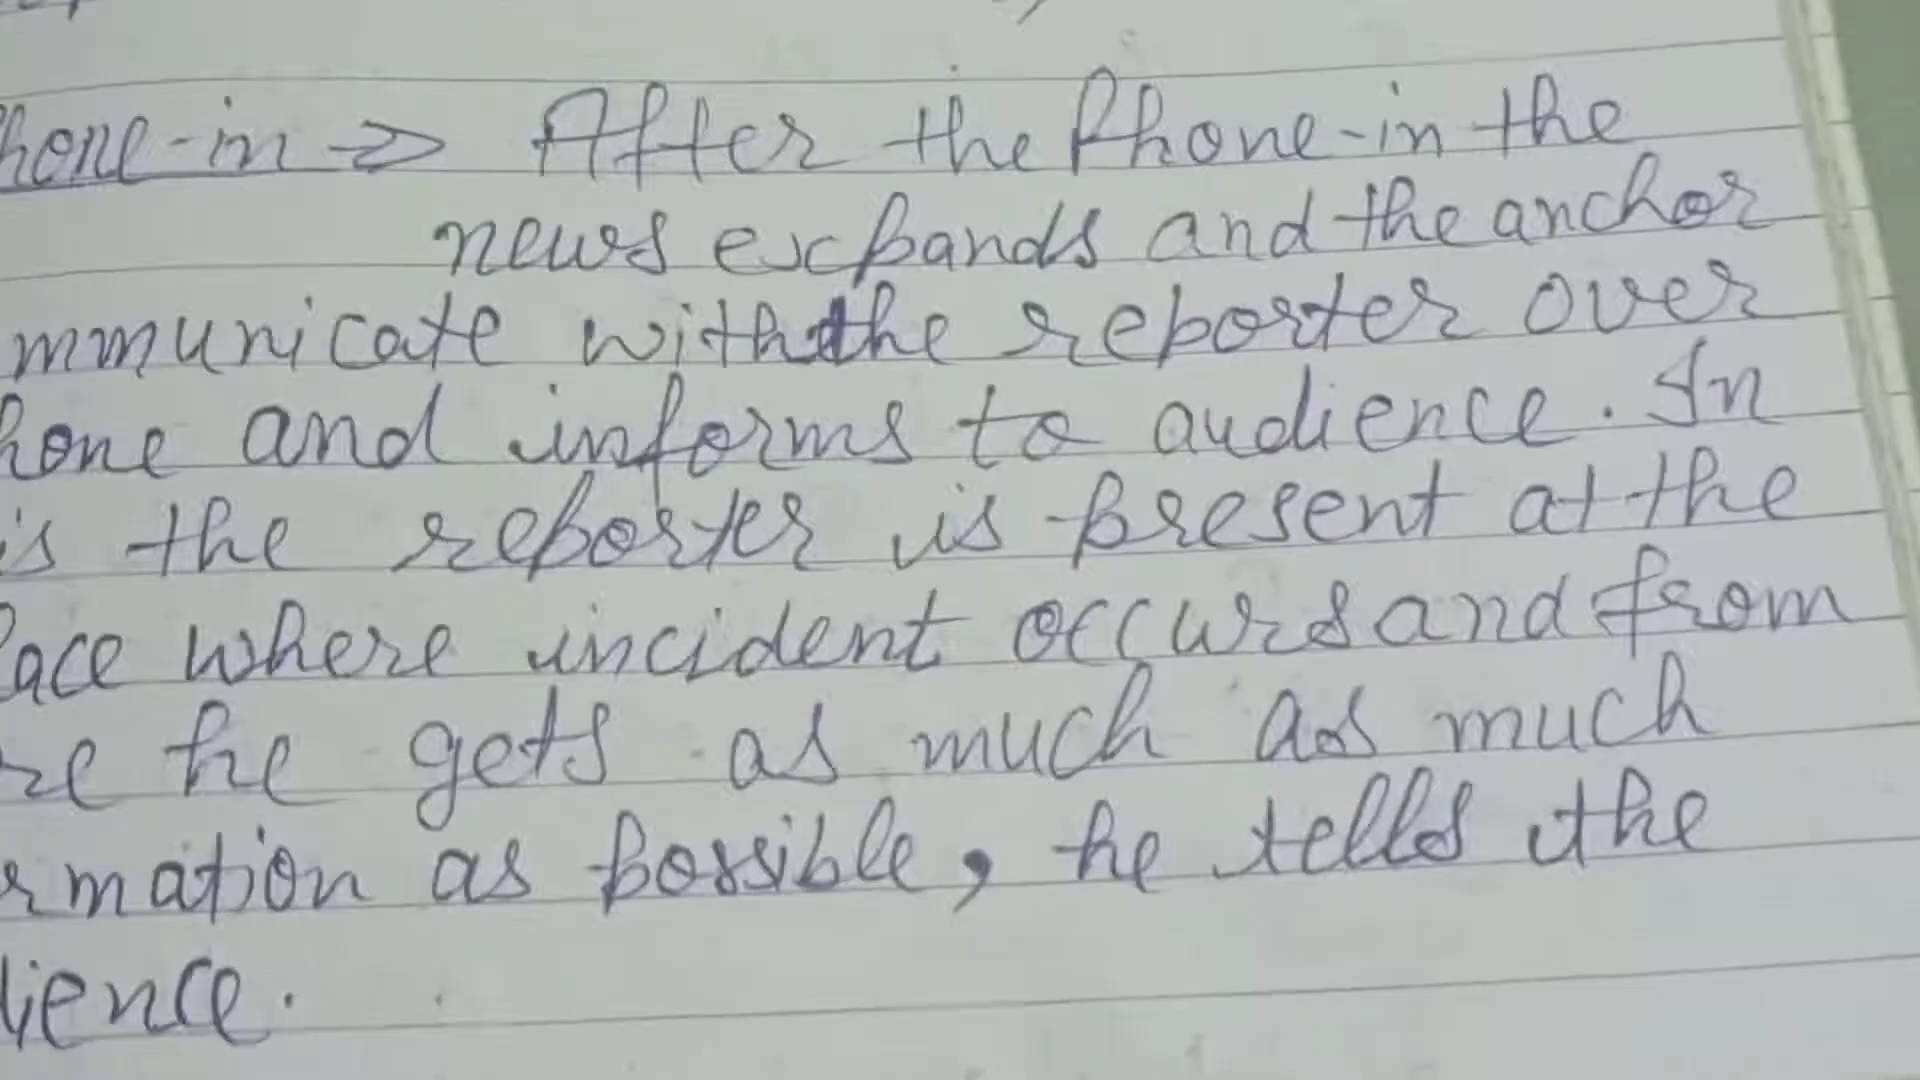 hone-in ⇒ After the Phone-in the
news expands and the anchor
mmunicate with the reporter over
hone and informs to audience. In
is the reporter is present at the
lace where incident occurs and from
re he gets as much as much
rmation as possible, he tells the
dience.